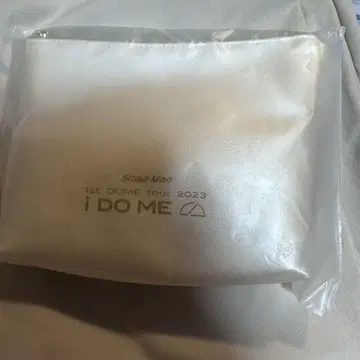 Snow Man
1st DOME tour 2023
i DO ME